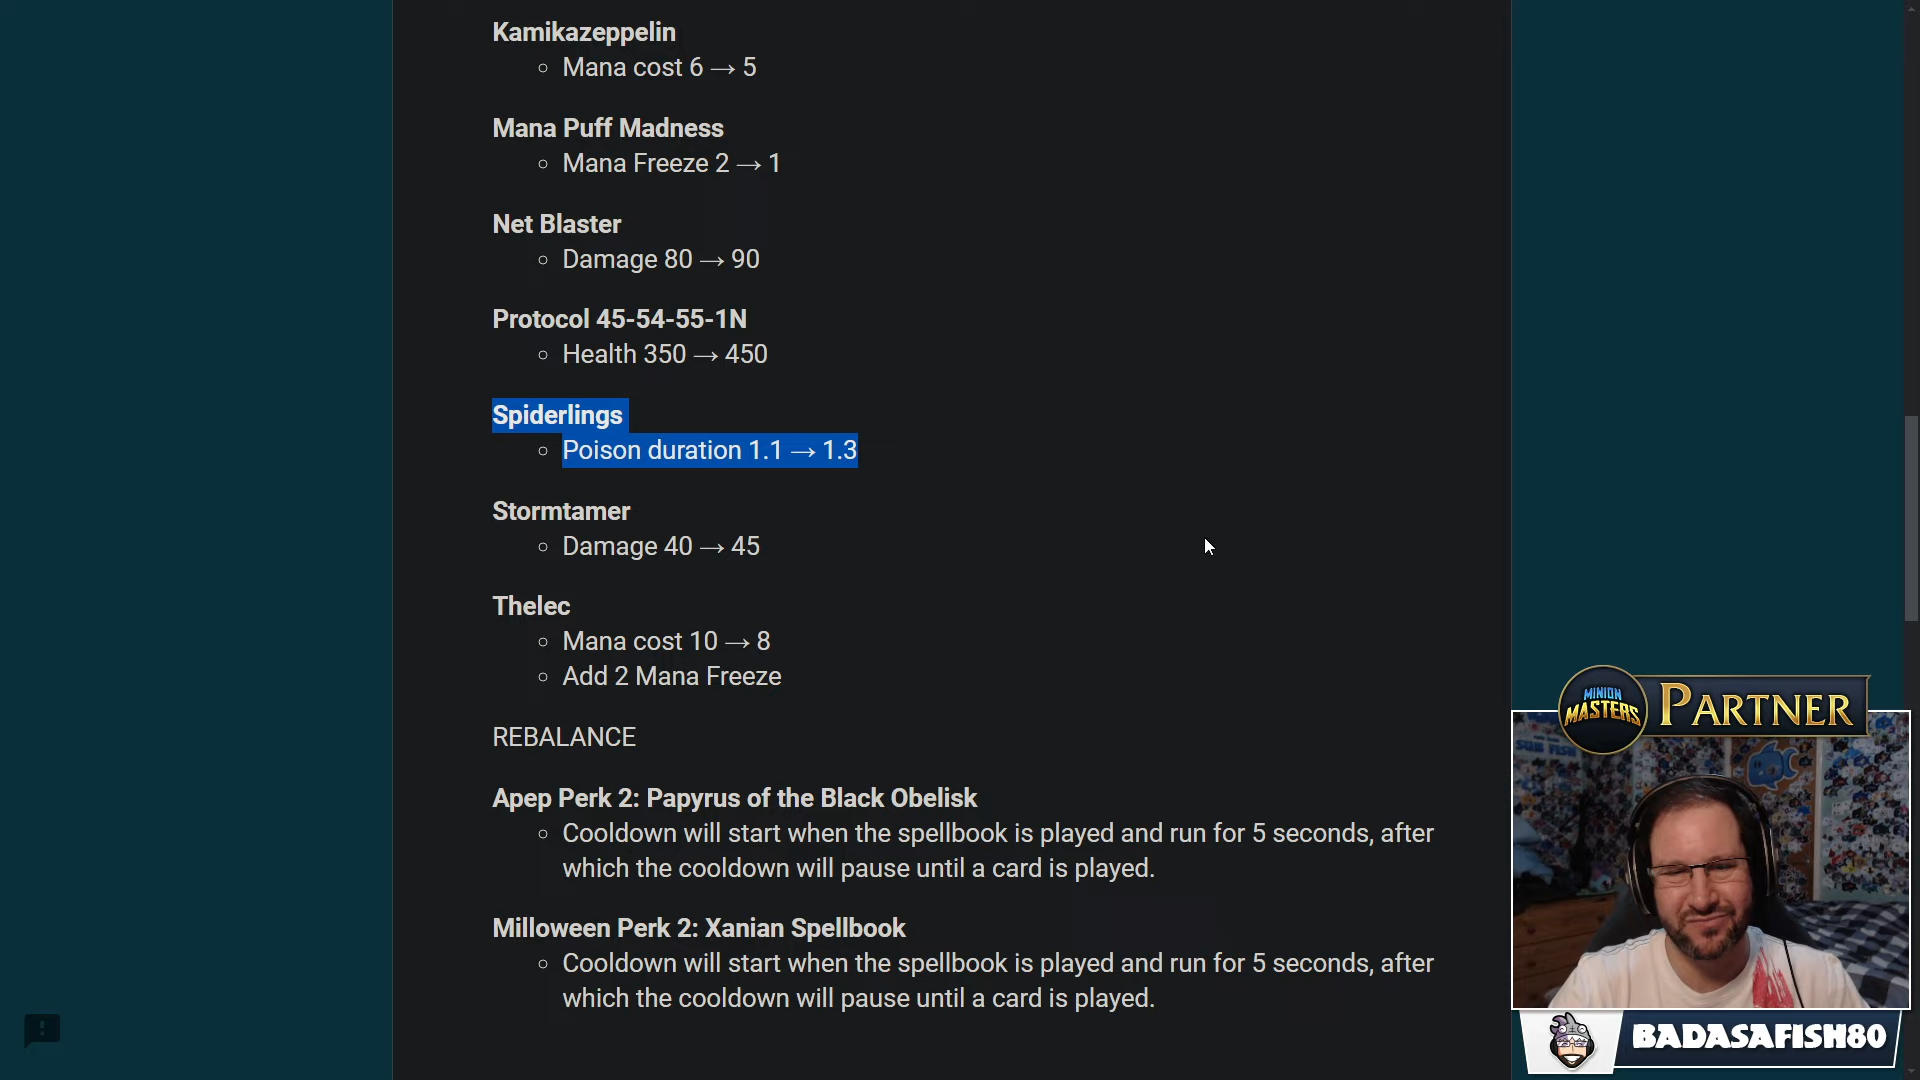 Kamikazeppelin
Mana cost 6 → 5
Mana Puff Madness
Mana Freeze 2 → 1
Net Blaster
Damage 80 → 90
Protocol 45-54-55-1N
Health 350 → 450
Spiderlings
Poison duration 1.1 → 1.3
Stormtamer
Damage 40 → 45
Thelec
Mana cost 10 → 8
Add 2 Mana Freeze
REBALANCE
Apep Perk 2: Papyrus of the Black Obelisk
Cooldown will start when the spellbook is played and run for 5 seconds, after
which the cooldown will pause until a card is played.
Milloween Perk 2: Xanian Spellbook
Cooldown will start when the spellbook is played and run for 5 seconds, after
which the cooldown will pause until a card is played.
MINION
MASTERS
PARTNER
SUB FISH
BADASAFISH80